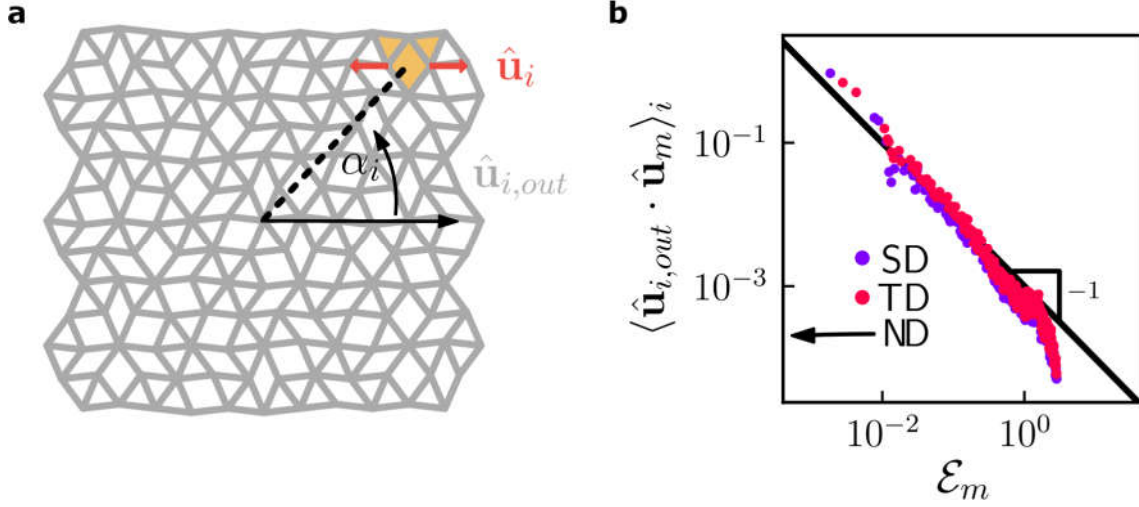 a
û_i
α_i
û_{i,out}
b
⟨û_{i,out} · û_m⟩_i
10^{-1}
10^{-3}
SD
TD
ND
-1
10^{-2}
10^0
ℰ_m